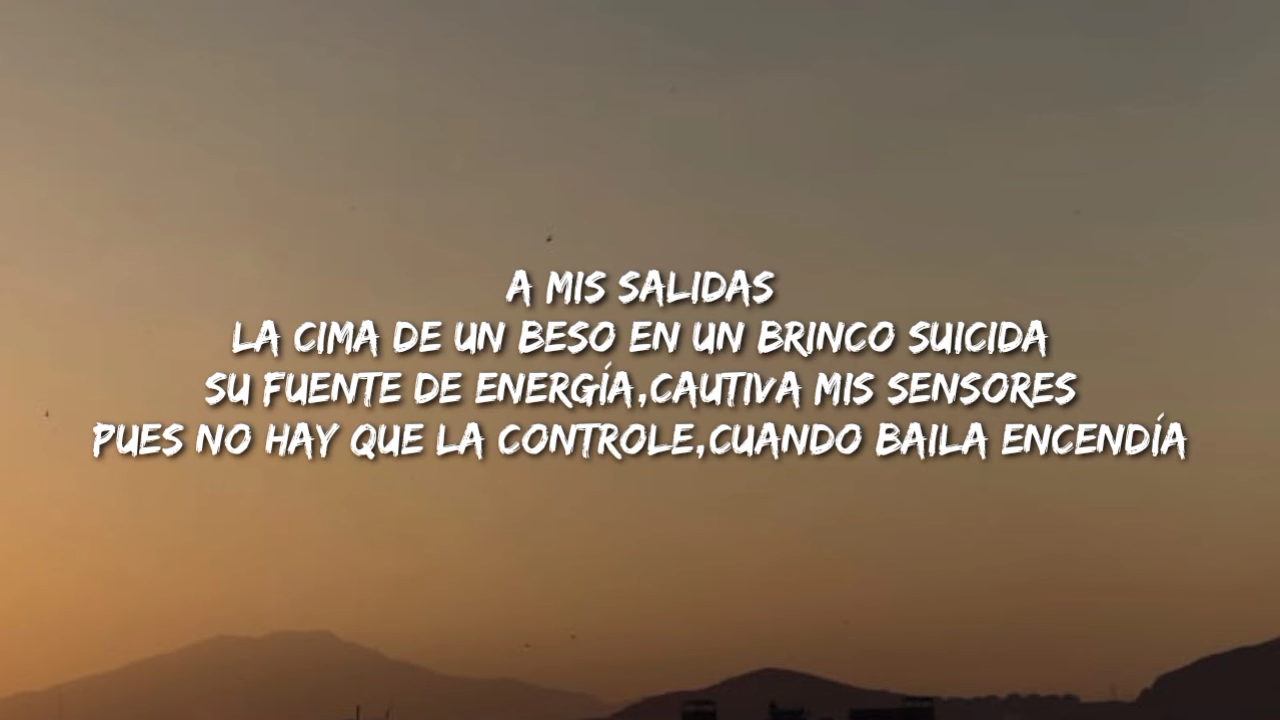 A MIS SALIDAS
LA CIMA DE UN BESO EN UN BRINCO SUICIDA
SU FUENTE DE ENERGÍA,CAUTIVA MIS SENSORES
PUES NO HAY QUE LA CONTROLE,CUANDO BAILA ENCENDÍA